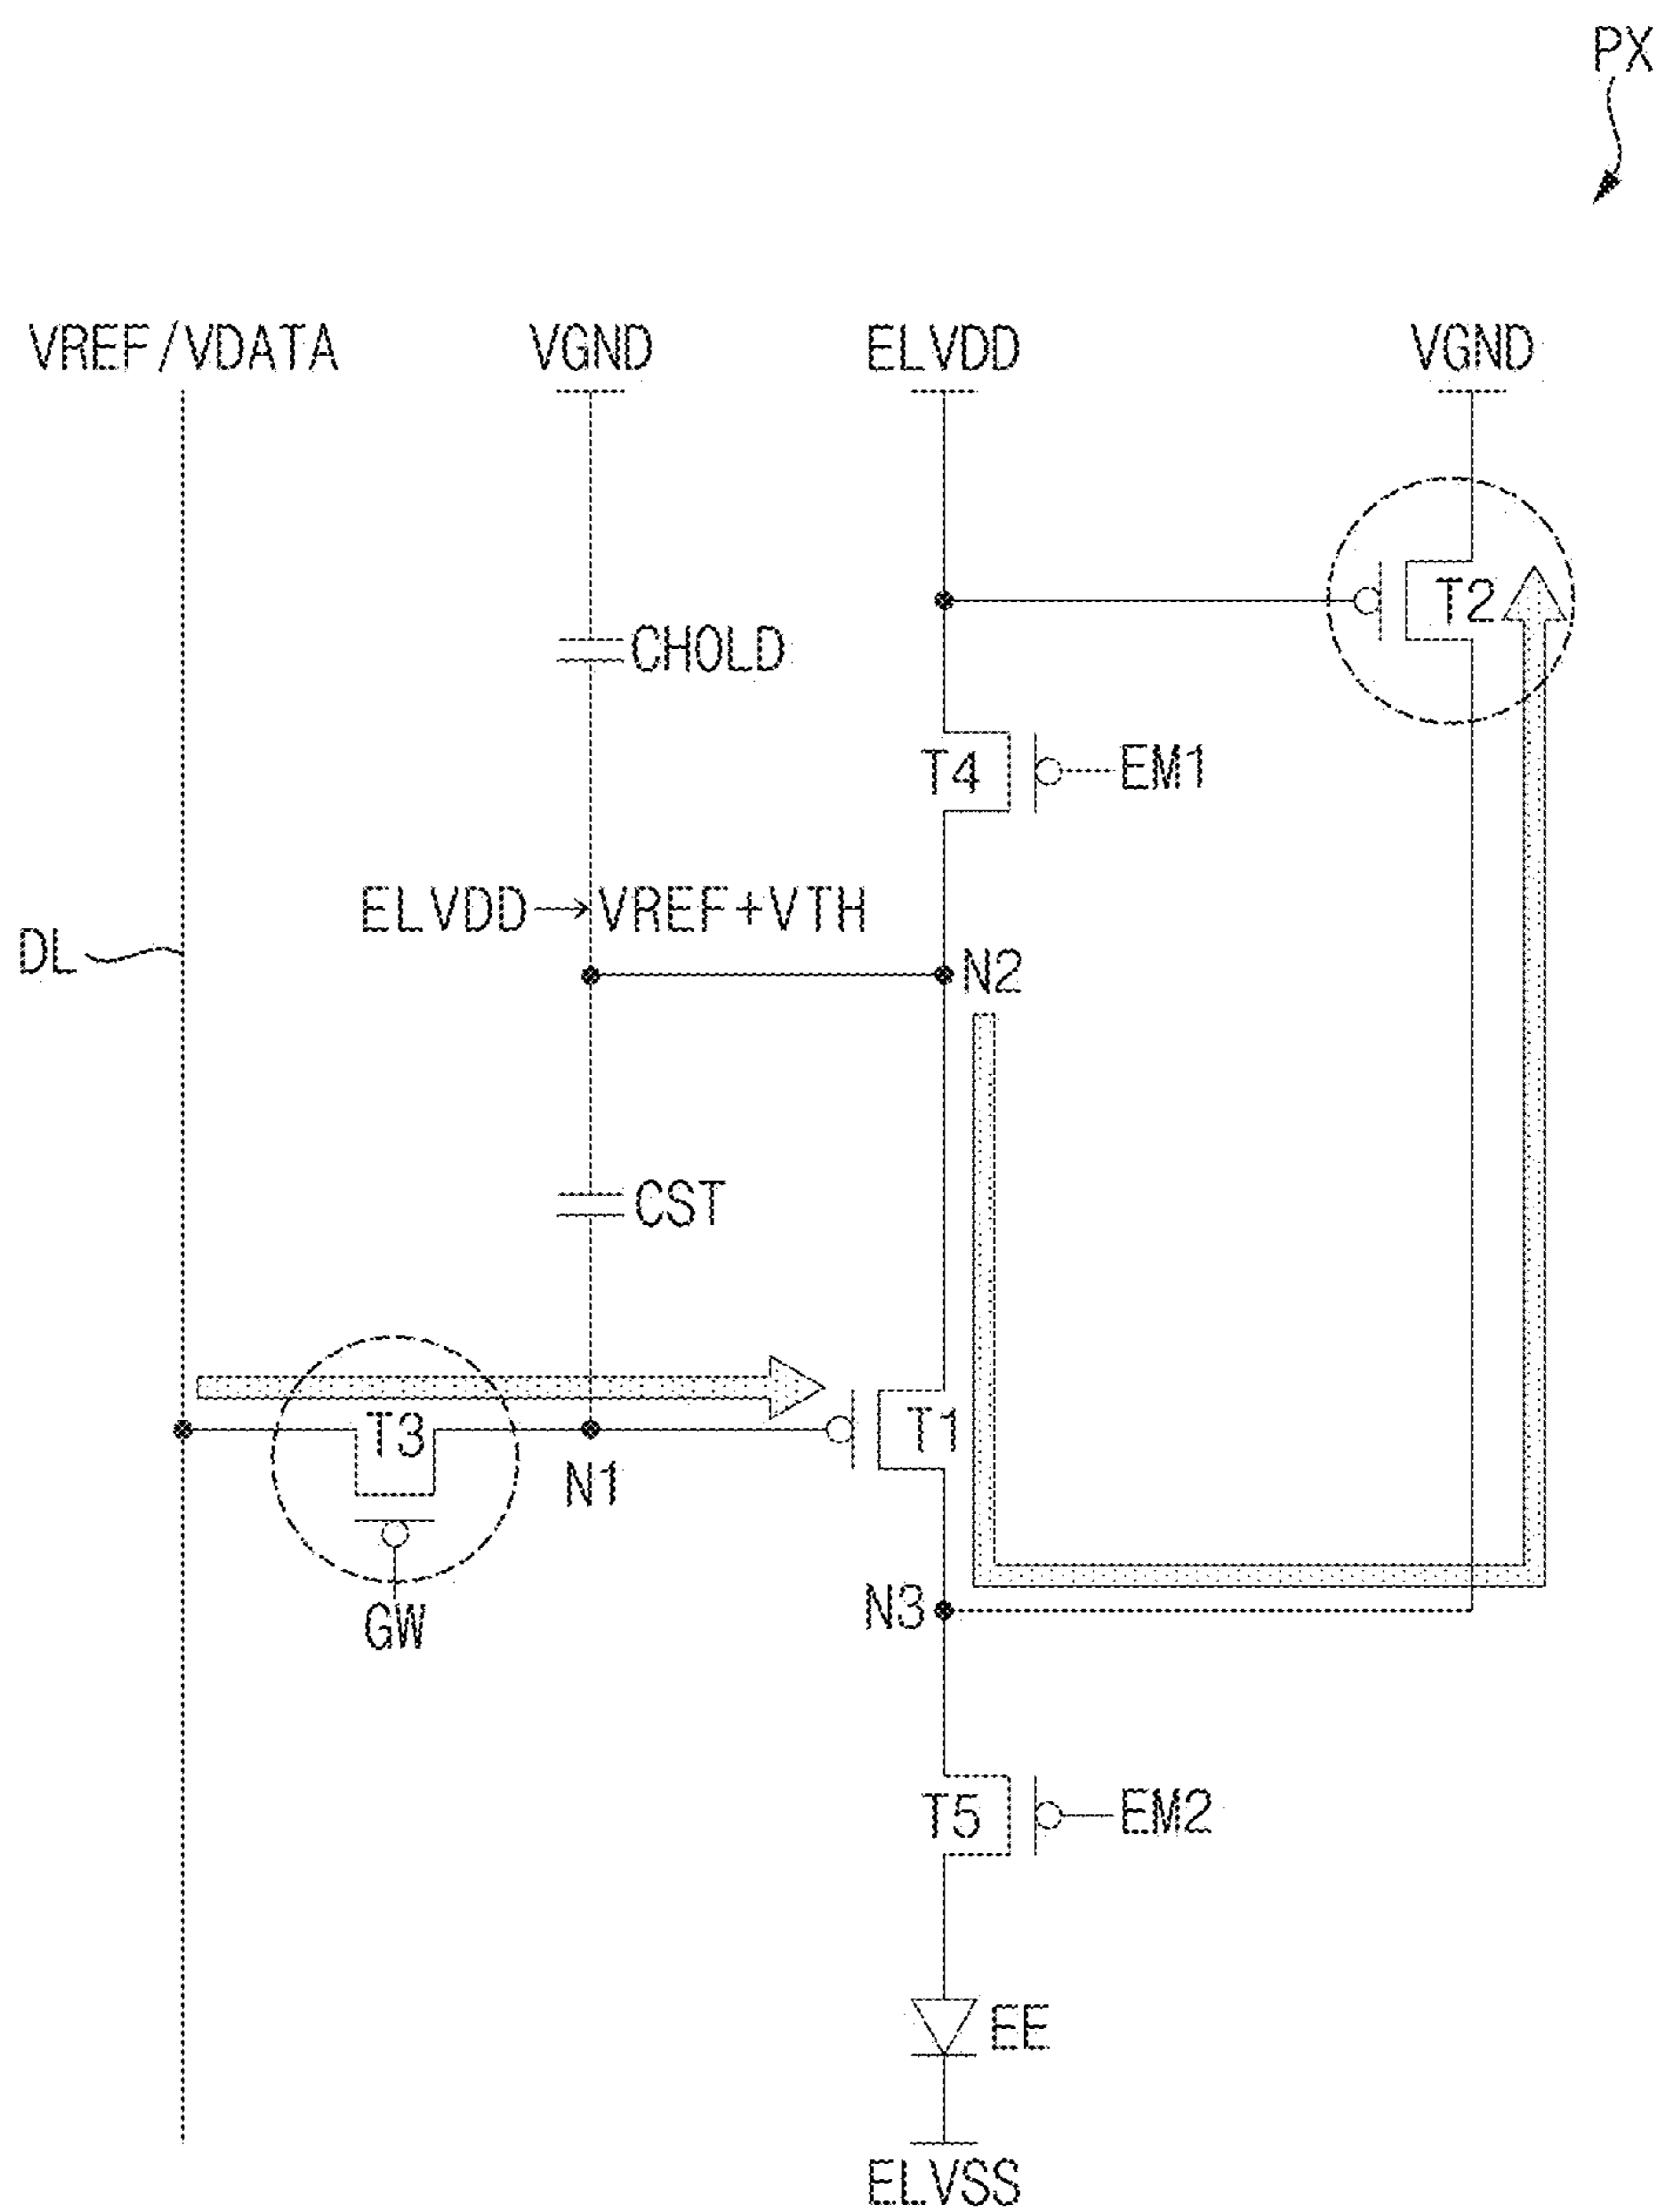 PX
VREF/VDATA
VGND
ELVDD
VGND
T2
CHOLD
T4
EM1
ELVDD→VREF+VTH
DL
N2
CST
T3
T1
N1
N3
GW
T5
EM2
EE
ELVSS